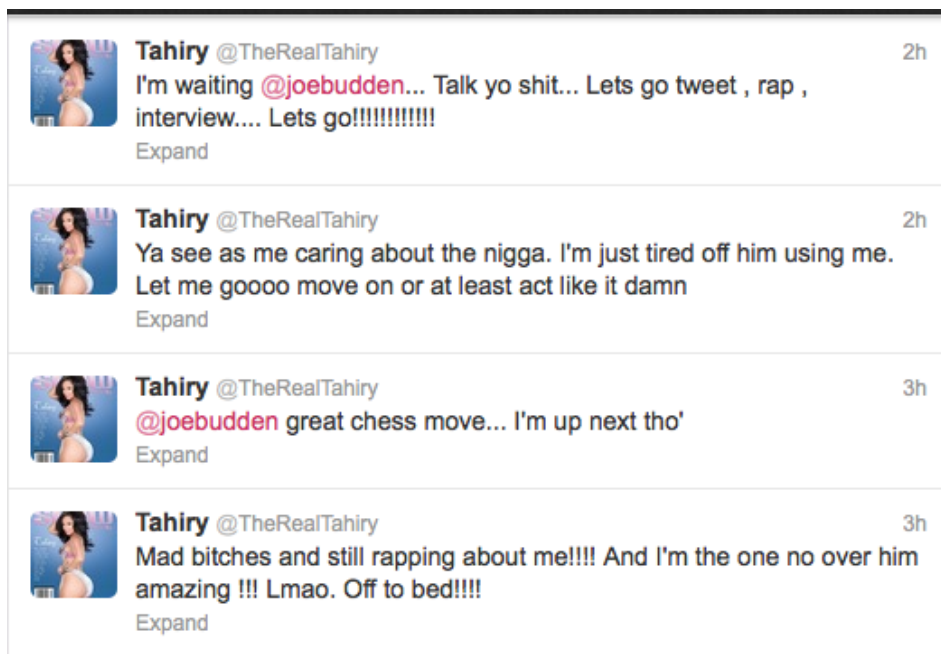 Tahiry @TheRealTahiry 2h
I'm waiting @joebudden... Talk yo shit... Lets go tweet , rap ,
interview.... Lets go!!!!!!!!!!!!
Expand
Tahiry @TheRealTahiry 2h
Ya see as me caring about the nigga. I'm just tired off him using me.
Let me goooo move on or at least act like it damn
Expand
Tahiry @TheRealTahiry 3h
@joebudden great chess move... I'm up next tho'
Expand
Tahiry @TheRealTahiry 3h
Mad bitches and still rapping about me!!!! And I'm the one no over him
amazing !!! Lmao. Off to bed!!!!
Expand